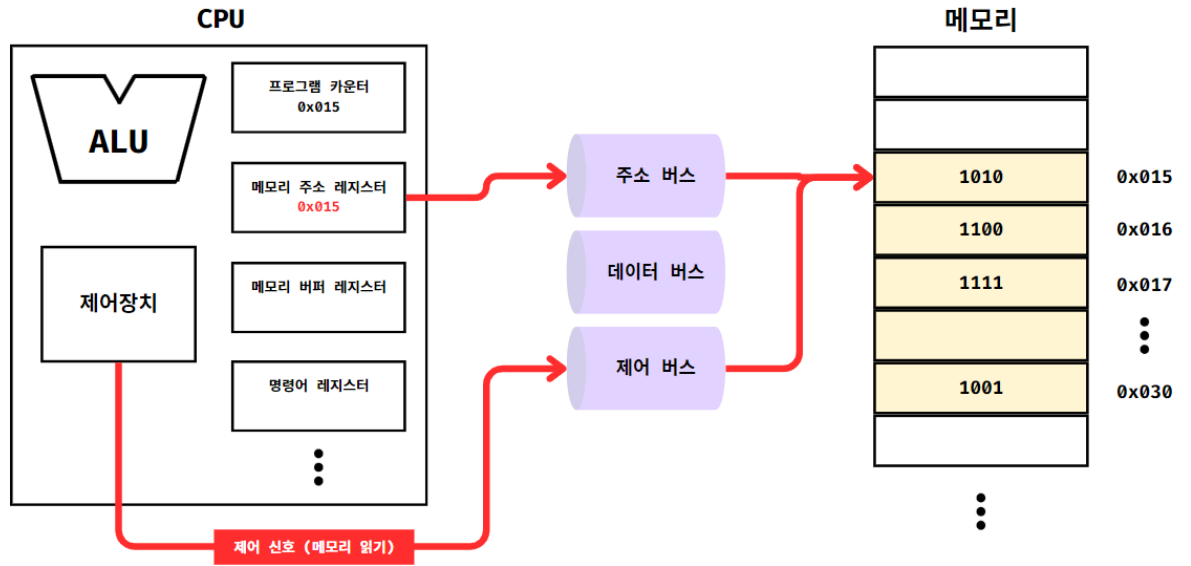 CPU
메모리
ALU
프로그램 카운터
0x015
메모리 주소 레지스터
0x015
메모리 버퍼 레지스터
명령어 레지스터
제어장치
제어 신호 (메모리 읽기)
주소 버스
데이터 버스
제어 버스
1010
0x015
1100
0x016
1111
0x017
1001
0x030